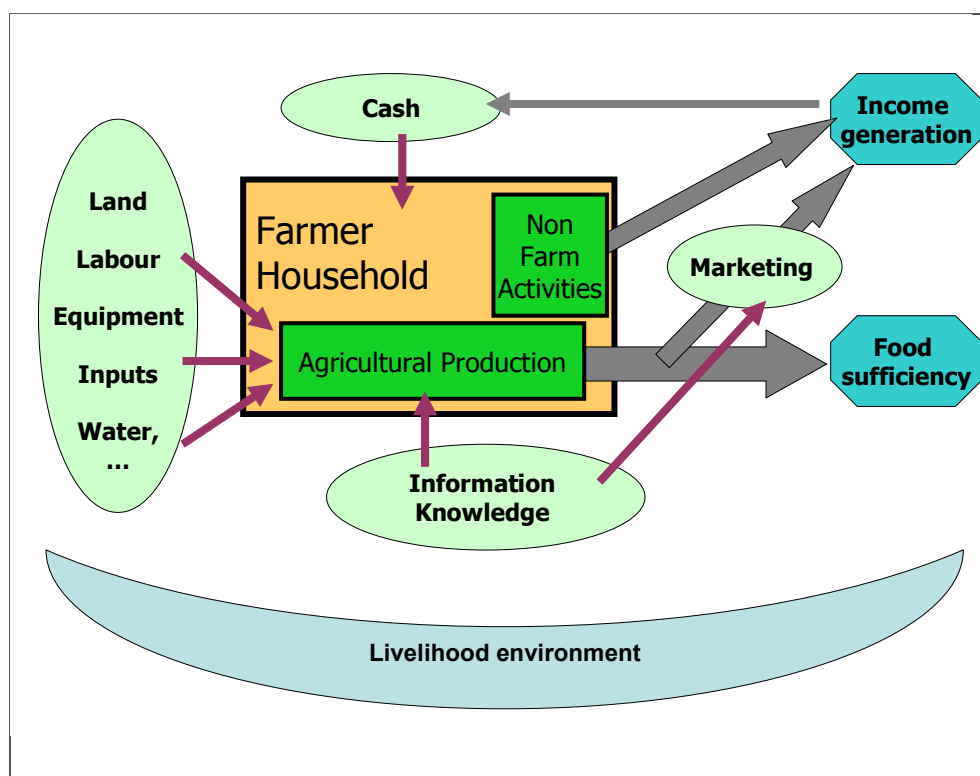 Cash
Income
generation
Land
Labour
Equipment
Inputs
Water,
...
Farmer
Household
Non
Farm
Activities
Marketing
Agricultural Production
Food
sufficiency
Information
Knowledge
Livelihood environment